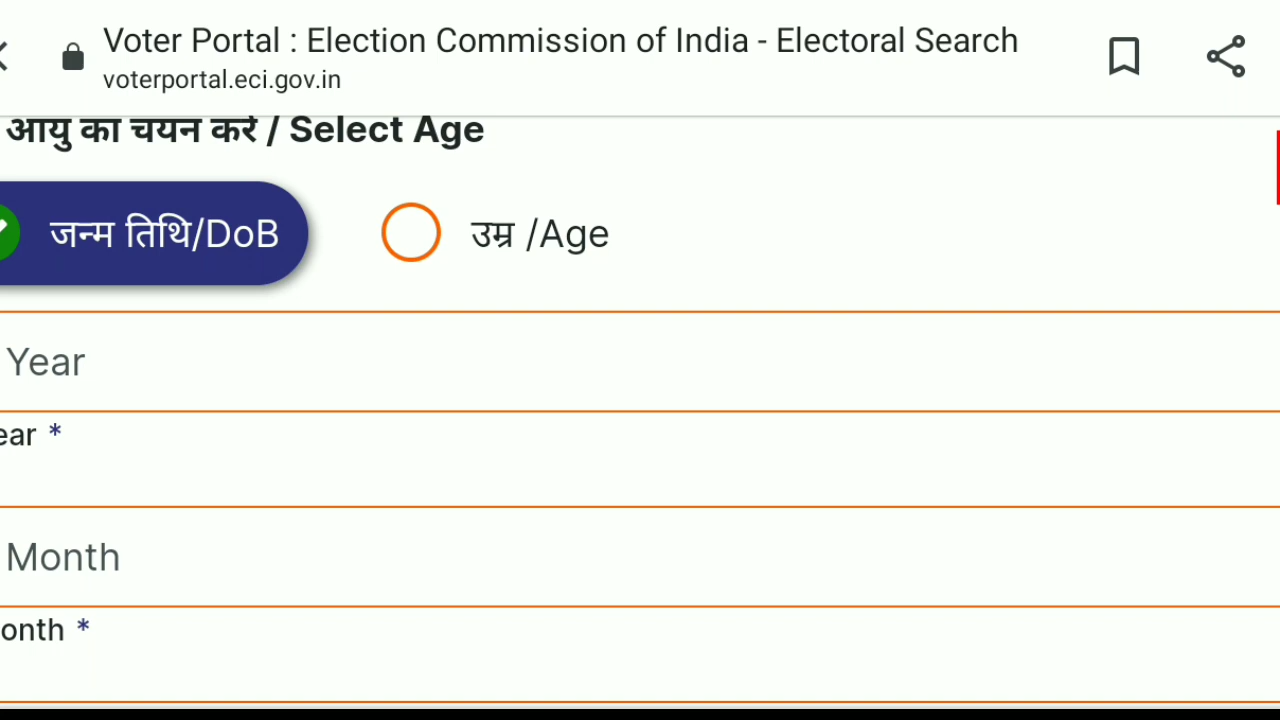 Voter Portal : Election Commission of India - Electoral Search
voterportal.eci.gov.in
आयु का चयन करें / Select Age
जन्म तिथि/DoB
उम्र /Age
Year
ear *
Month
onth *